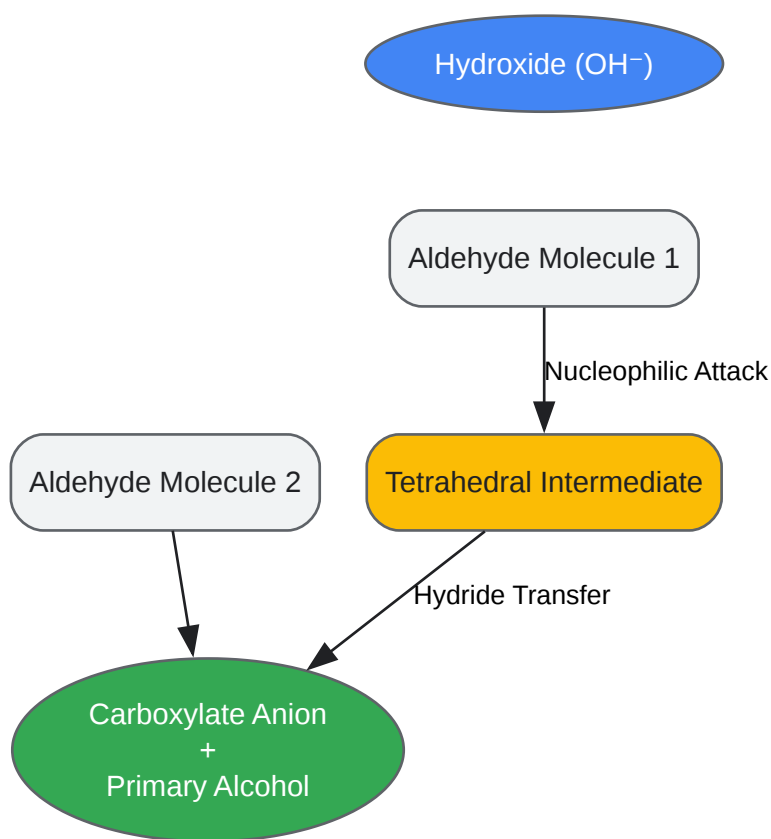 Hydroxide (OH⁻)
Aldehyde Molecule 1
Nucleophilic Attack
Aldehyde Molecule 2
Tetrahedral Intermediate
Hydride Transfer
Carboxylate Anion
+
Primary Alcohol